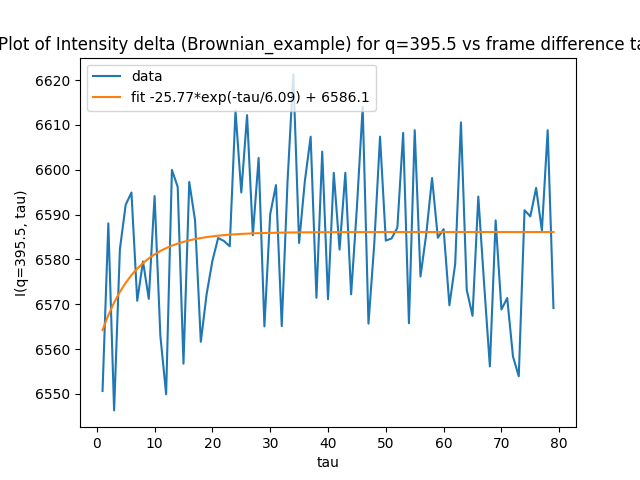 Plot of Intensity delta (Brownian_example) for q=395.5 vs frame difference ta
data
fit -25.77*exp(-tau/6.09) + 6586.1
I(q=395.5, tau)
6620
6610
6600
6590
6580
6570
6560
6550
0 10 20 30 40 50 60 70 80
tau